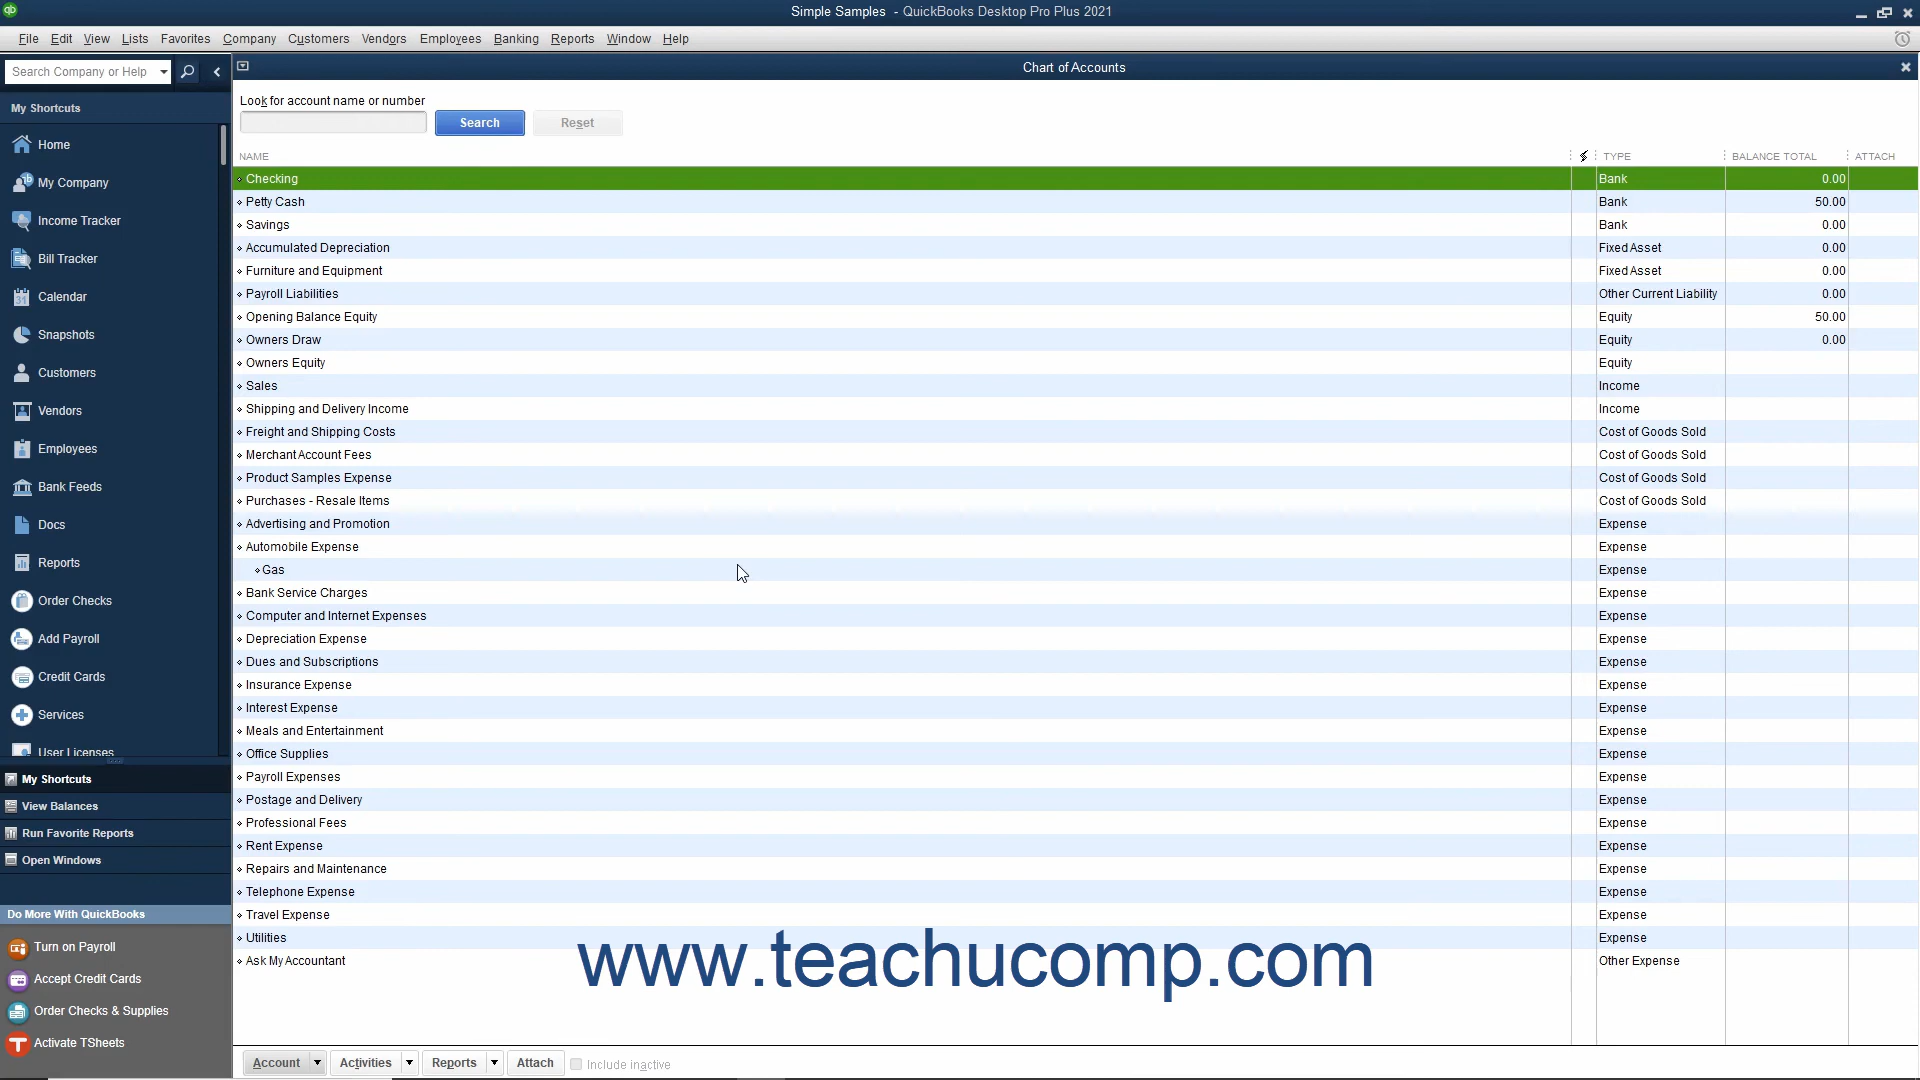 Simple Samples - QuickBooks Desktop Pro Plus 2021
File Edit View Lists Favorites Company Customers Vendors Employees Banking Reports Window Help
Search Company or Help
Chart of Accounts
My Shortcuts
Home
My Company
Income Tracker
Bill Tracker
Calendar
Snapshots
Customers
Vendors
Employees
Bank Feeds
Docs
Reports
Order Checks
Add Payroll
Credit Cards
Services
User Licenses
My Shortcuts
View Balances
Run Favorite Reports
Open Windows
Do More With QuickBooks
Turn on Payroll
Accept Credit Cards
Order Checks & Supplies
Activate TSheets
Look for account name or number
Search Reset
NAME TYPE BALANCE TOTAL ATTACH
Checking Bank 0.00
Petty Cash Bank 50.00
Savings Bank 0.00
Accumulated Depreciation Fixed Asset 0.00
Furniture and Equipment Fixed Asset 0.00
Payroll Liabilities Other Current Liability 0.00
Opening Balance Equity Equity 50.00
Owners Draw Equity 0.00
Owners Equity Equity
Sales Income
Shipping and Delivery Income Income
Freight and Shipping Costs Cost of Goods Sold
Merchant Account Fees Cost of Goods Sold
Product Samples Expense Cost of Goods Sold
Purchases - Resale Items Cost of Goods Sold
Advertising and Promotion Expense
Automobile Expense Expense
Gas Expense
Bank Service Charges Expense
Computer and Internet Expenses Expense
Depreciation Expense Expense
Dues and Subscriptions Expense
Insurance Expense Expense
Interest Expense Expense
Meals and Entertainment Expense
Office Supplies Expense
Payroll Expenses Expense
Postage and Delivery Expense
Professional Fees Expense
Rent Expense Expense
Repairs and Maintenance Expense
Telephone Expense Expense
Travel Expense Expense
Utilities Expense
Ask My Accountant Other Expense
www.teachucomp.com
Account Activities Reports Attach Include inactive